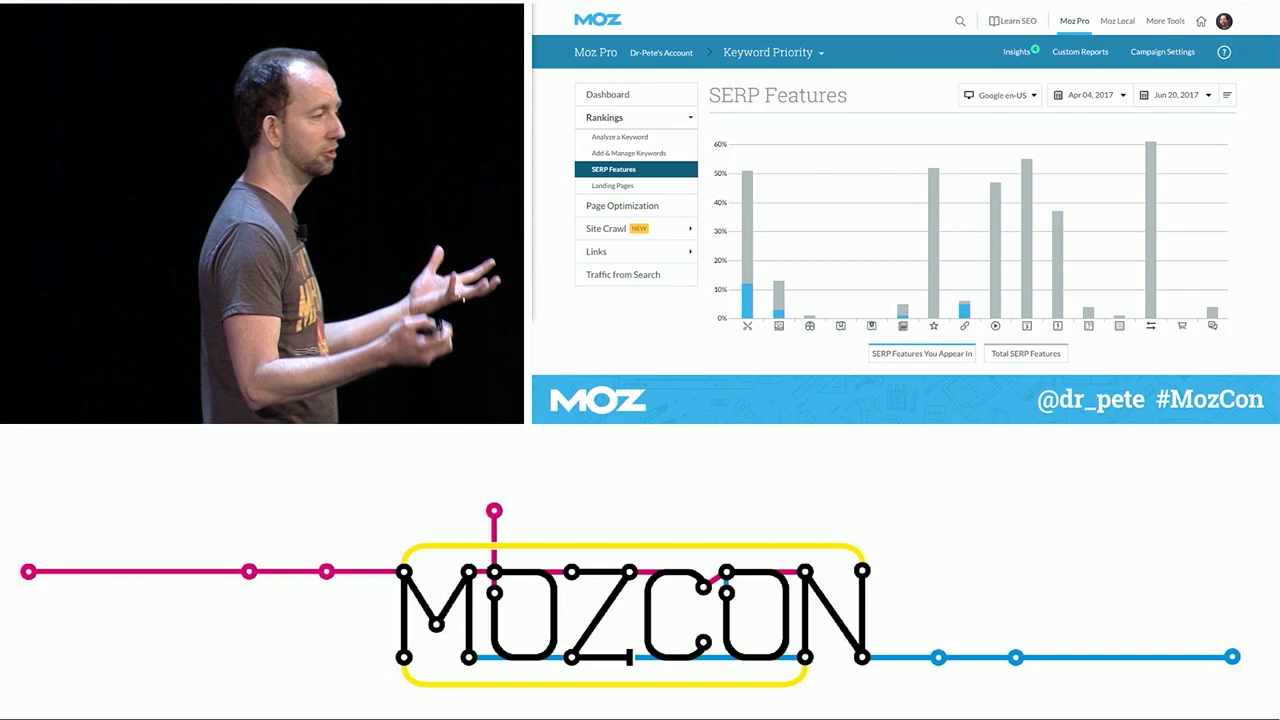 MOZ
Learn SEO
Moz Pro
Moz Local
More Tools
Moz Pro
Dr-Pete's Account
Keyword Priority
Insights
4
Custom Reports
Campaign Settings
?
Dashboard
Rankings
Analyze a Keyword
Add & Manage Keywords
SERP Features
Landing Pages
Page Optimization
Site Crawl NEW
Links
Traffic from Search
SERP Features
Google en-US
Apr 04, 2017
Jun 20, 2017
60%
50%
40%
30%
20%
10%
0%
SERP Features You Appear In
Total SERP Features
MOZ
@dr_pete #MozCon
MOZCON